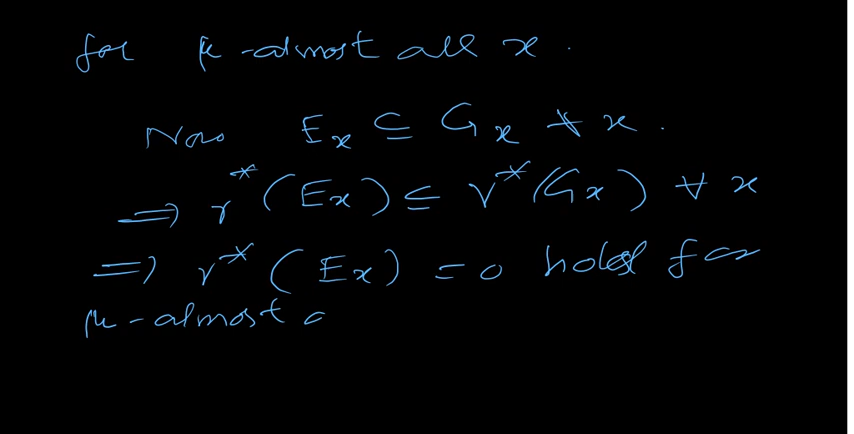 for μ-almost all x.
Now E_x ⊆ G_x ∀ x.
⟹ ν*(E_x) ⊆ ν*(G_x) ∀ x
⟹ ν*(E_x) = 0 holds for
μ-almost a